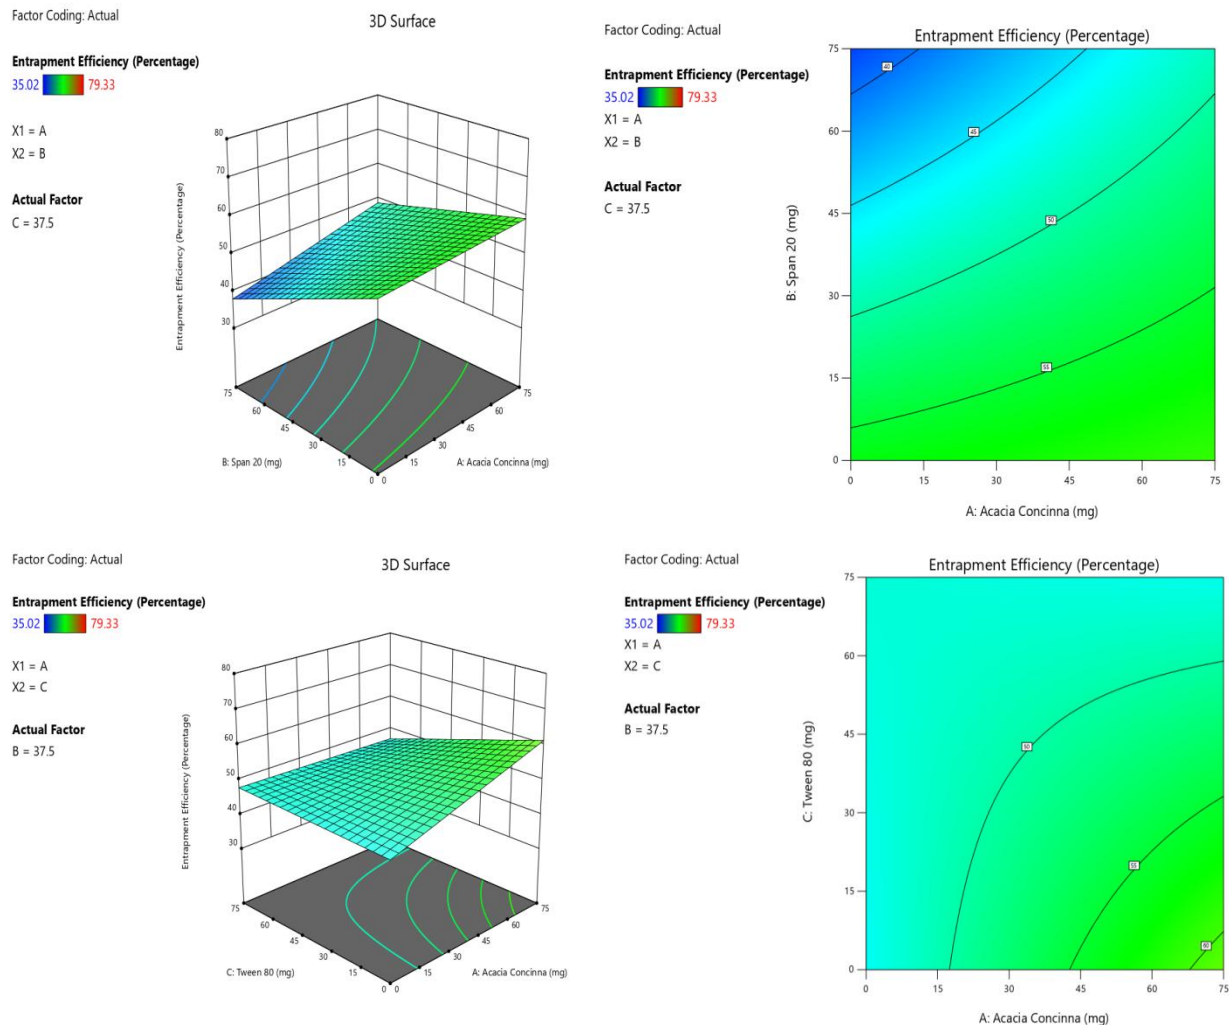 Factor Coding: Actual
3D Surface
Entrapment Efficiency (Percentage)
35.02 79.33
X1 = A
X2 = B
Actual Factor
C = 37.5
Entrapment Efficiency (Percentage)
80
70
60
50
40
30
75
60
45
30
15
0
0
15
30
45
60
75
B: Span 20 (mg)
A: Acacia Concinna (mg)
Factor Coding: Actual
Entrapment Efficiency (Percentage)
Entrapment Efficiency (Percentage)
35.02 79.33
X1 = A
X2 = B
Actual Factor
C = 37.5
B: Span 20 (mg)
75
60
45
30
15
0
40
45
50
55
0 15 30 45 60 75
A: Acacia Concinna (mg)
Factor Coding: Actual
3D Surface
Entrapment Efficiency (Percentage)
35.02 79.33
X1 = A
X2 = C
Actual Factor
B = 37.5
Entrapment Efficiency (Percentage)
80
70
60
50
40
30
75
60
45
30
15
0
0
15
30
45
60
75
C: Tween 80 (mg)
A: Acacia Concinna (mg)
Factor Coding: Actual
Entrapment Efficiency (Percentage)
Entrapment Efficiency (Percentage)
35.02 79.33
X1 = A
X2 = C
Actual Factor
B = 37.5
C: Tween 80 (mg)
75
60
45
30
15
0
50
55
60
0 15 30 45 60 75
A: Acacia Concinna (mg)